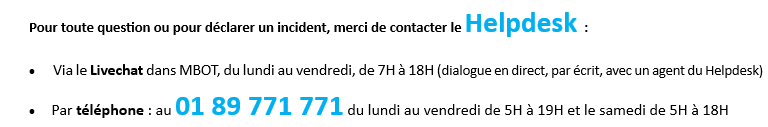 Pour toute question ou pour déclarer un incident, merci de contacter le Helpdesk :
• Via le Livechat dans MBOT, du lundi au vendredi, de 7H à 18H (dialogue en direct, par écrit, avec un agent du Helpdesk)
• Par téléphone : au 01 89 771 771 du lundi au vendredi de 5H à 19H et le samedi de 5H à 18H